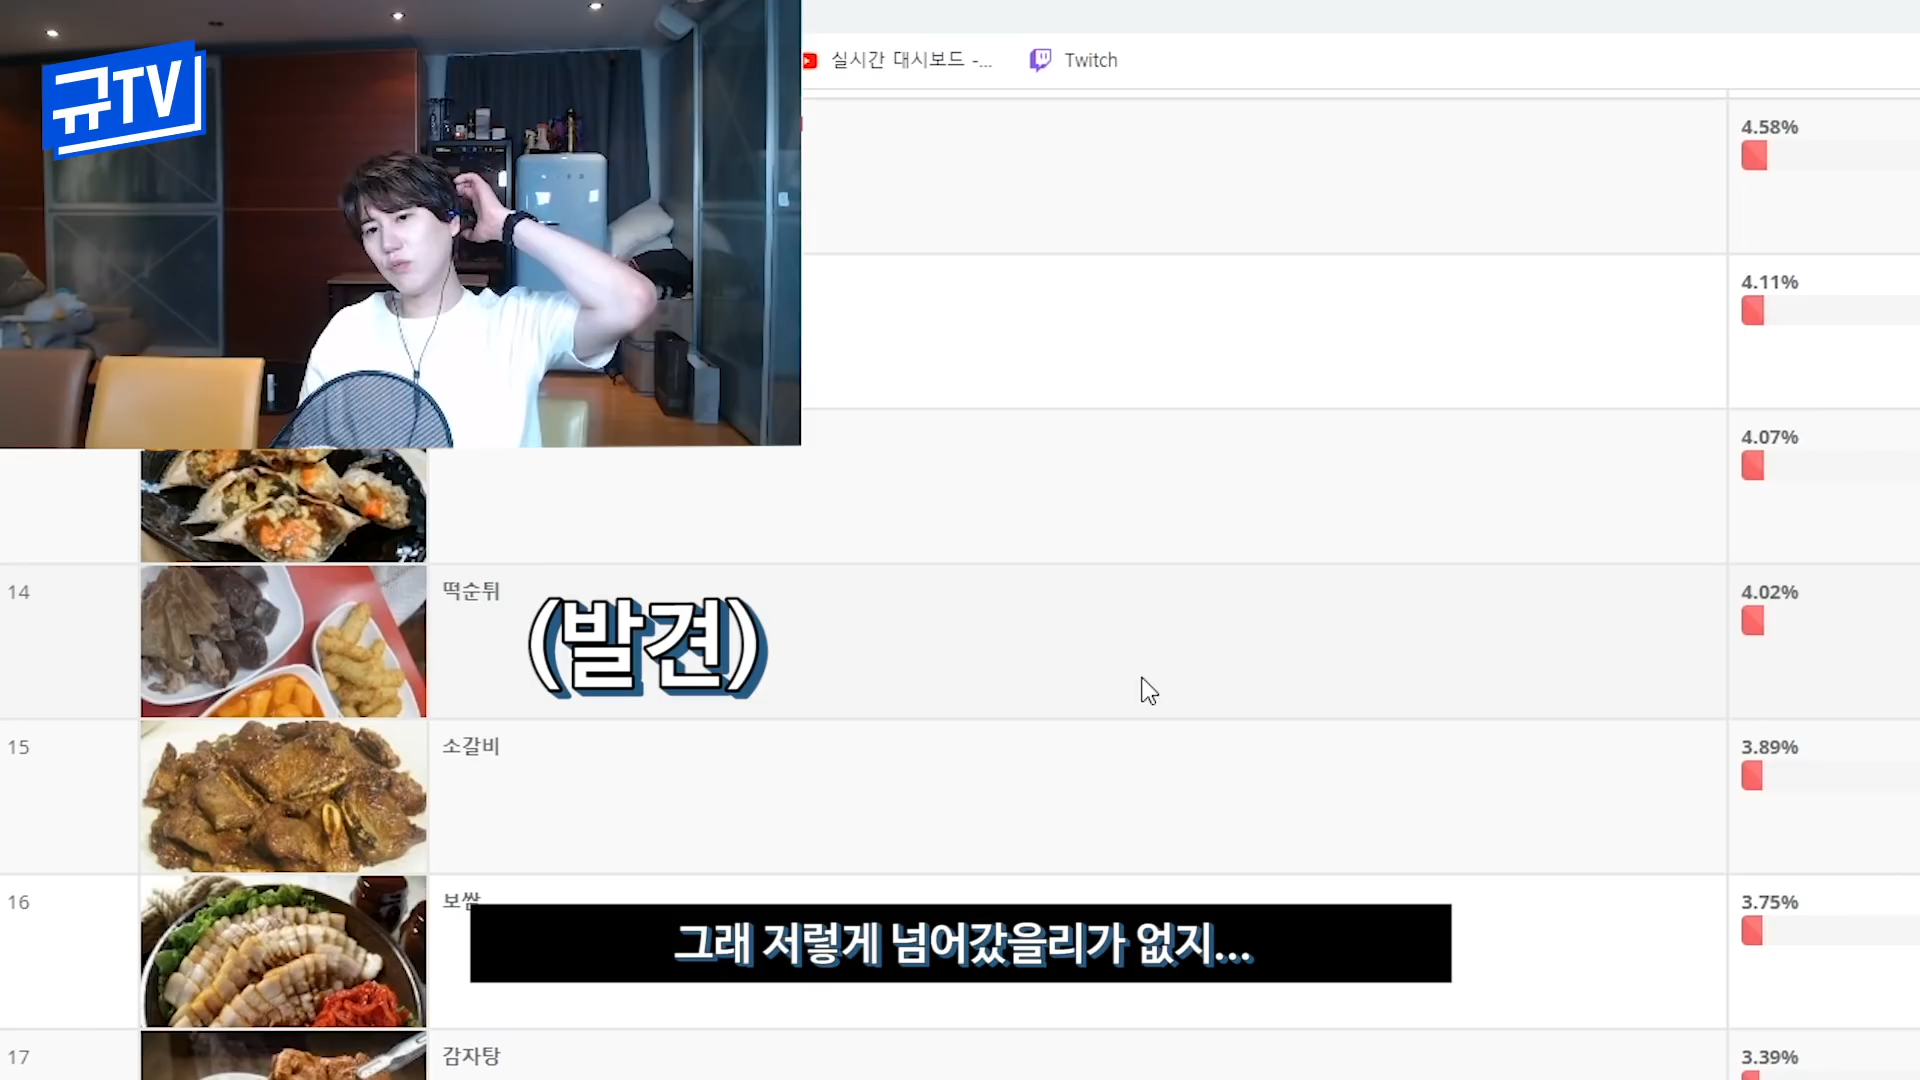 규TV
실시간 대시보드 -...
Twitch
4.58%
4.11%
4.07%
14
떡순튀
(발견)
4.02%
15
소갈비
3.89%
16
보쌈
3.75%
그래 저렇게 넘어갔을리가 없지...
17
감자탕
3.39%